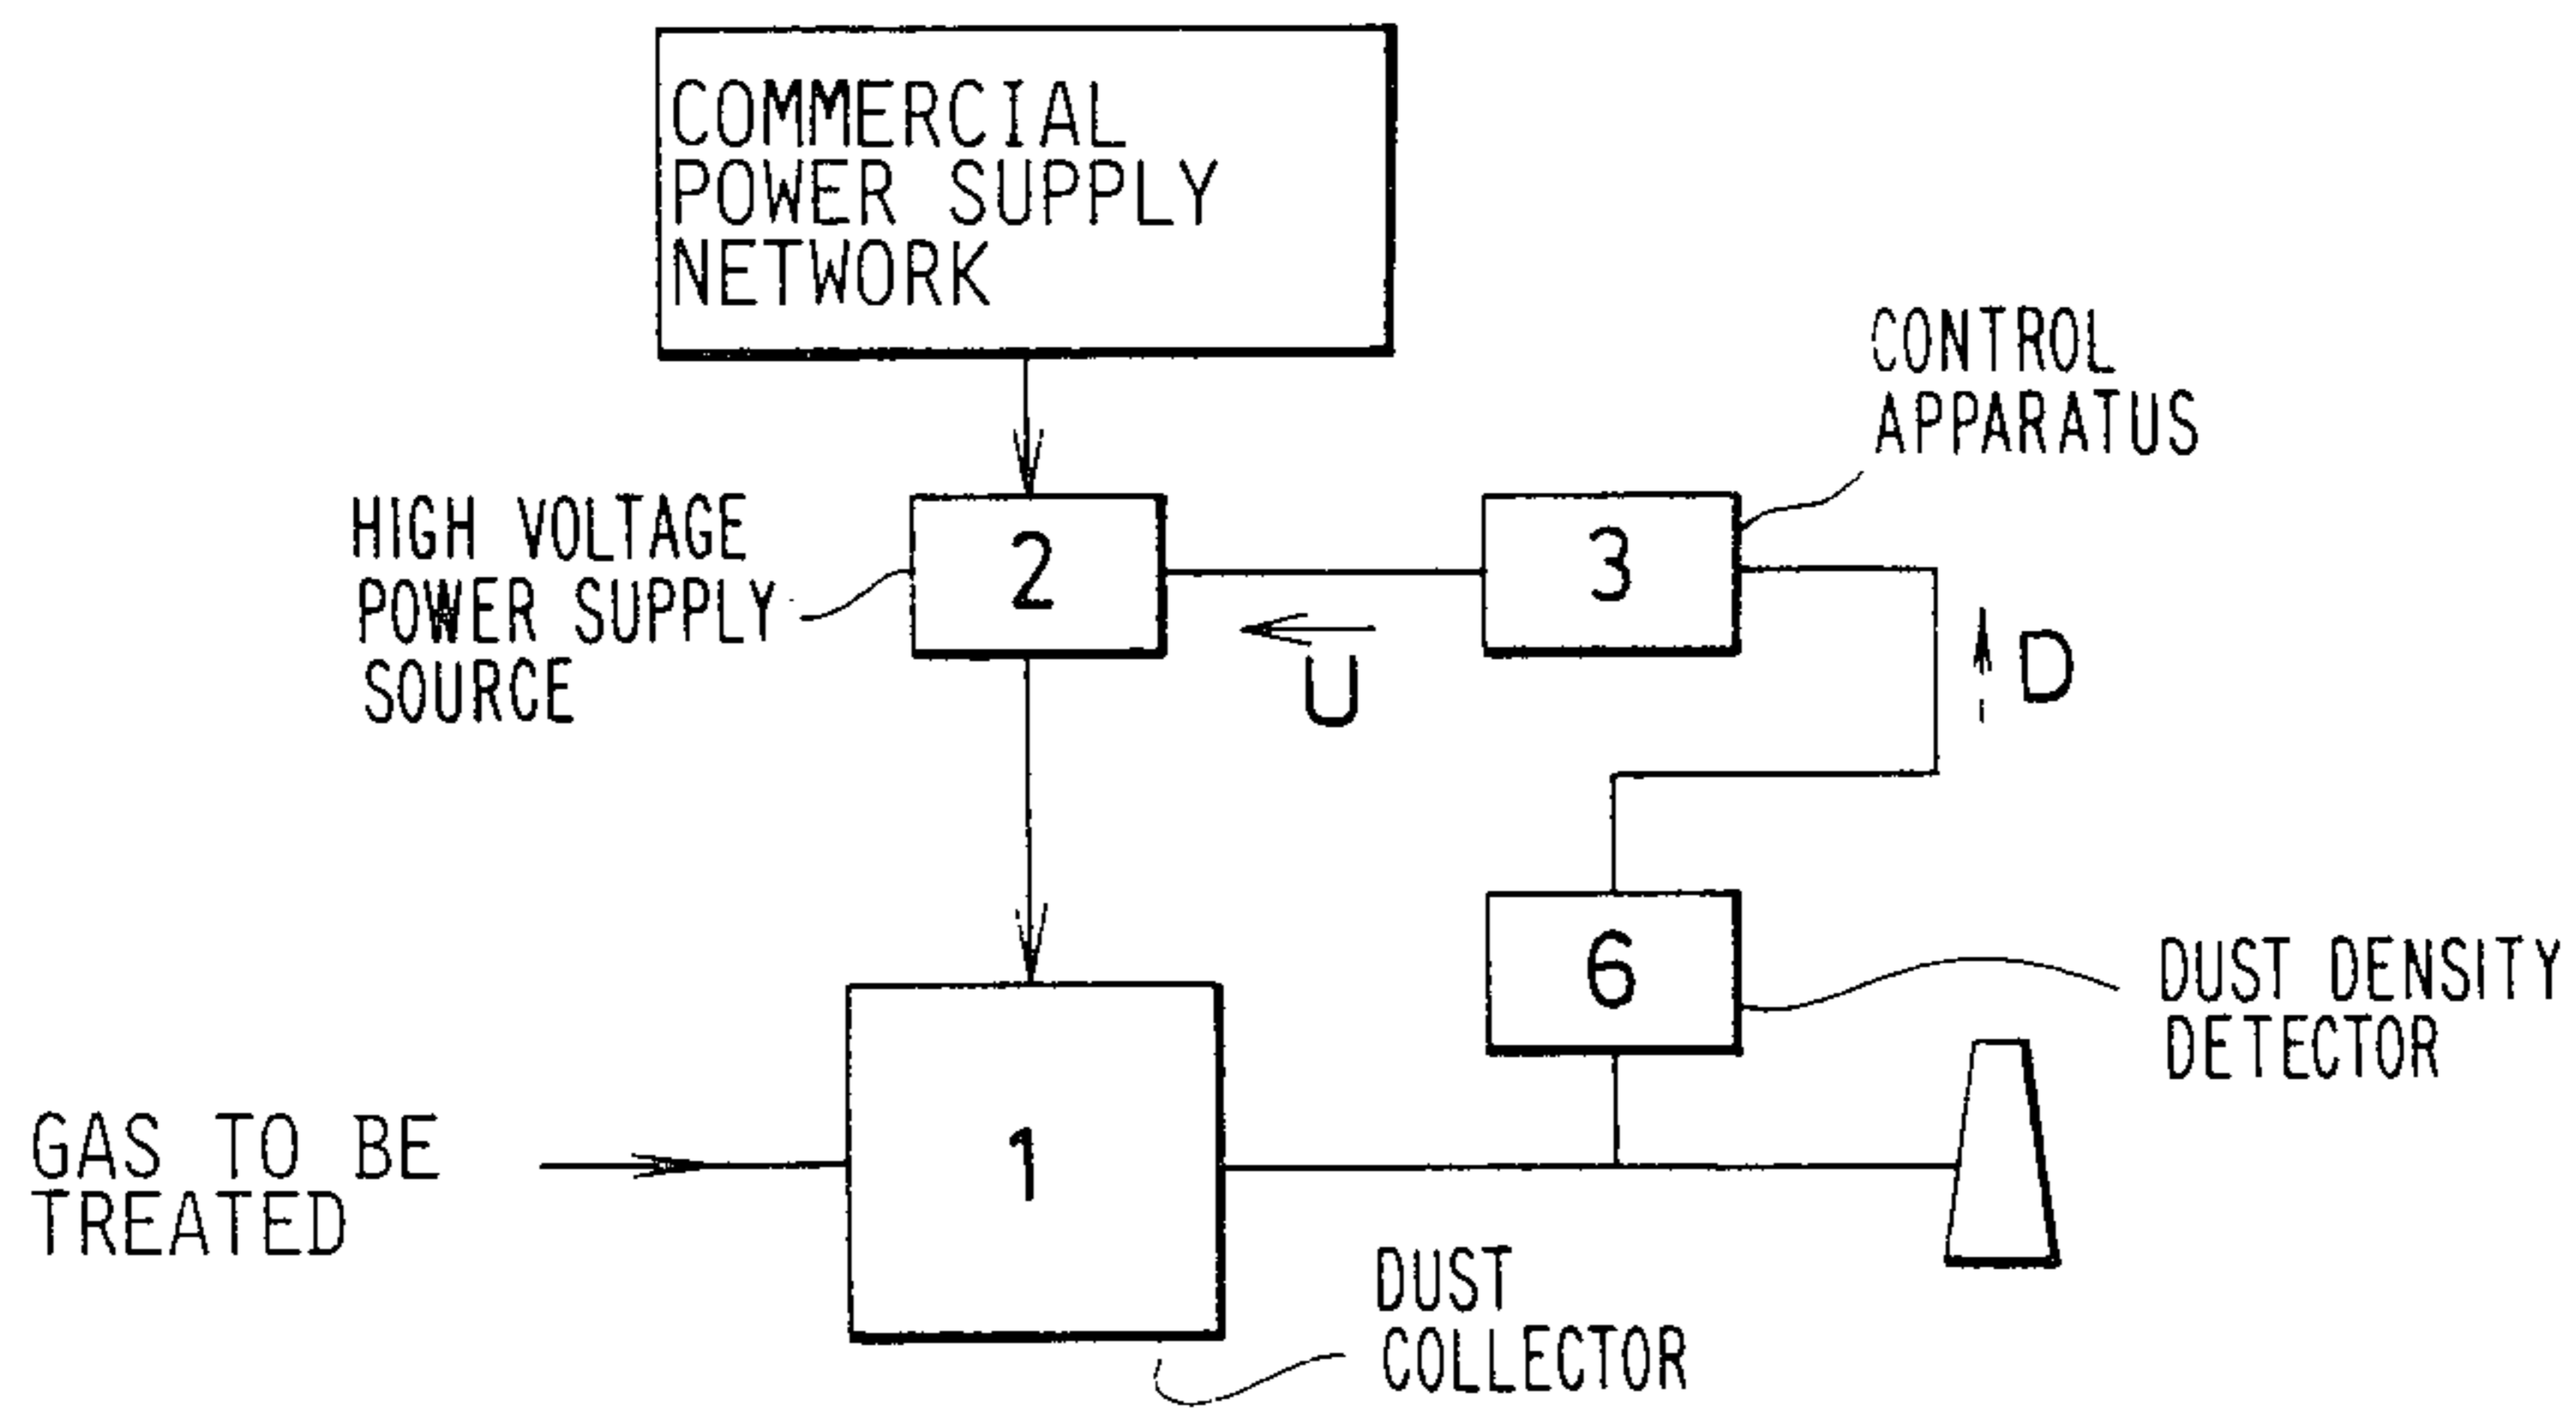 COMMERCIAL
POWER SUPPLY
NETWORK
CONTROL
APPARATUS
HIGH VOLTAGE
POWER SUPPLY
SOURCE
2
3
U
D
6
DUST DENSITY
DETECTOR
GAS TO BE
TREATED
1
DUST
COLLECTOR